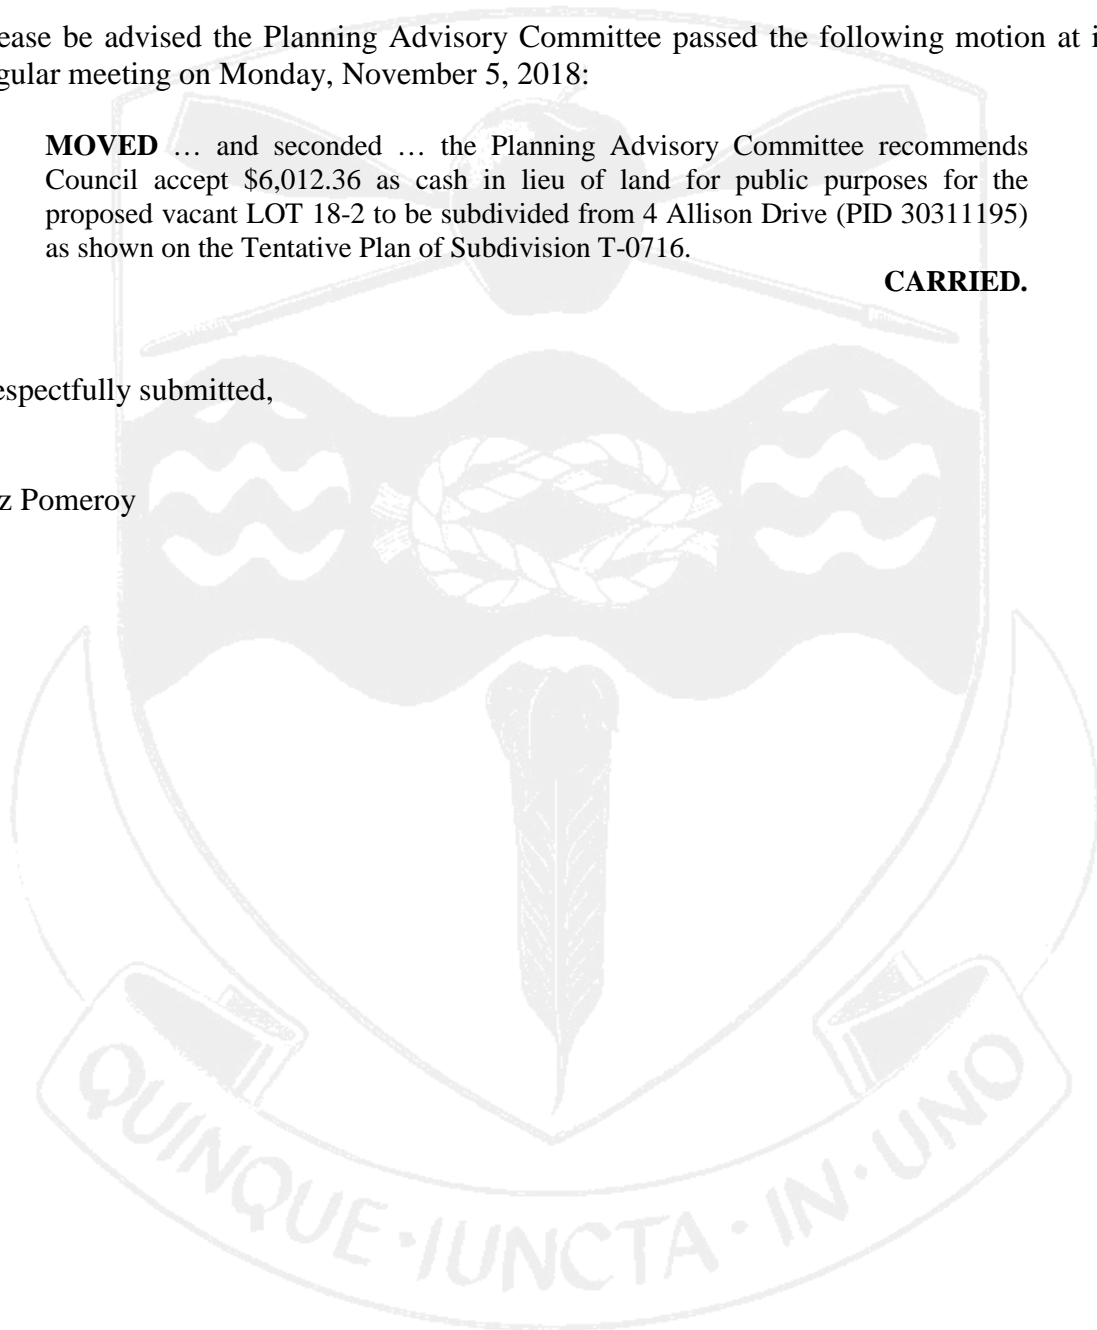 ease be advised the Planning Advisory Committee passed the following motion at i
gular meeting on Monday, November 5, 2018:
MOVED … and seconded … the Planning Advisory Committee recommends
Council accept $6,012.36 as cash in lieu of land for public purposes for the
proposed vacant LOT 18-2 to be subdivided from 4 Allison Drive (PID 30311195)
as shown on the Tentative Plan of Subdivision T-0716.
CARRIED.
espectfully submitted,
z Pomeroy
QUINQUE·IUNCTA·IN·UNO